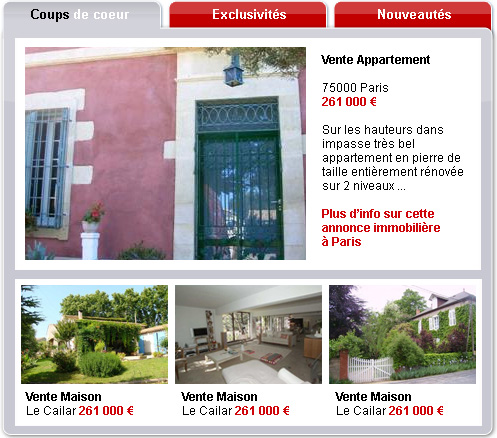 Coups de coeur
Exclusivités
Nouveautés
Vente Appartement
75000 Paris
261 000 €
Sur les hauteurs dans
impasse très bel
appartement en pierre de
taille entièrement rénovée
sur 2 niveaux ...
Plus d'info sur cette
annonce immobilière
à Paris
Vente Maison
Le Cailar 261 000 €
Vente Maison
Le Cailar 261 000 €
Vente Maison
Le Cailar 261 000 €